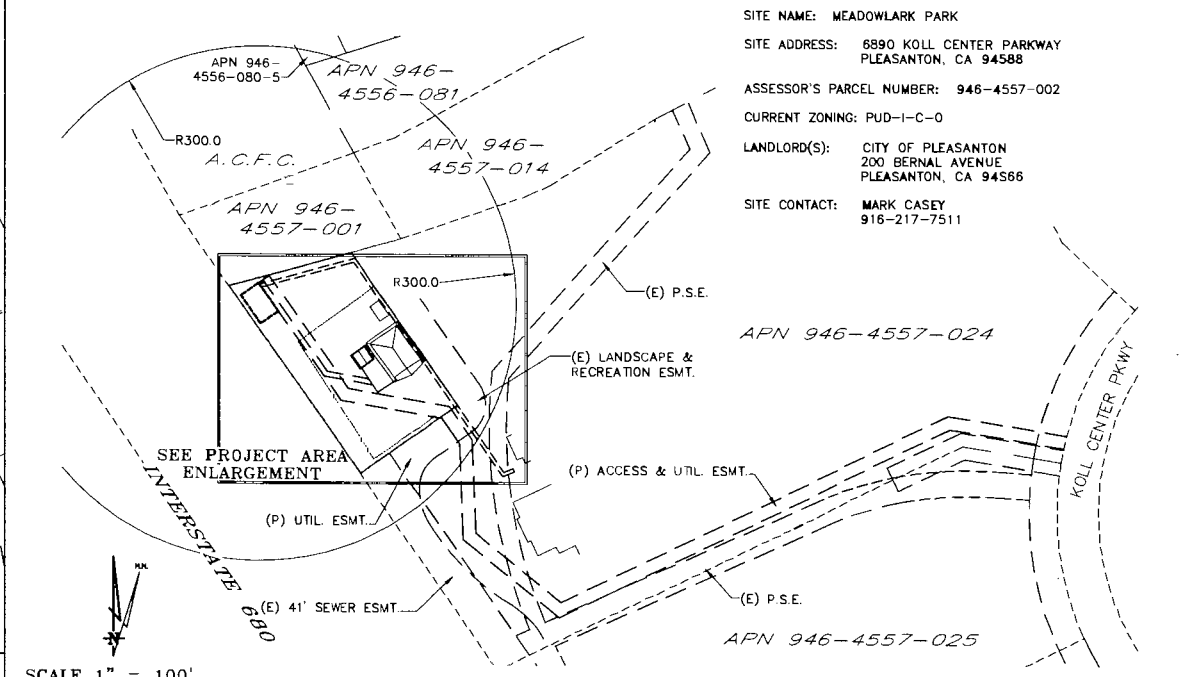 SITE NAME: MEADOWLARK PARK
SITE ADDRESS: 6890 KOLL CENTER PARKWAY
PLEASANTON, CA 94588
ASSESSOR'S PARCEL NUMBER: 946-4557-002
CURRENT ZONING: PUD-I-C-O
LANDLORD(S): CITY OF PLEASANTON
200 BERNAL AVENUE
PLEASANTON, CA 94S66
SITE CONTACT: MARK CASEY
916-217-7511
APN 946-
4556-080-5
APN 946-
4556-081
R300.0
A.C.F.C.
APN 946-
4557-014
APN 946-
4557-001
R300.0
(E) P.S.E.
APN 946-4557-024
(E) LANDSCAPE &
RECREATION ESMT.
KOLL CENTER PKWY
SEE PROJECT AREA
ENLARGEMENT
(P) ACCESS & UTIL. ESMT.
INTERSTATE 680
(P) UTIL. ESMT.
(E) 41' SEWER ESMT.
(E) P.S.E.
APN 946-4557-025
N
SCALE 1" = 100'